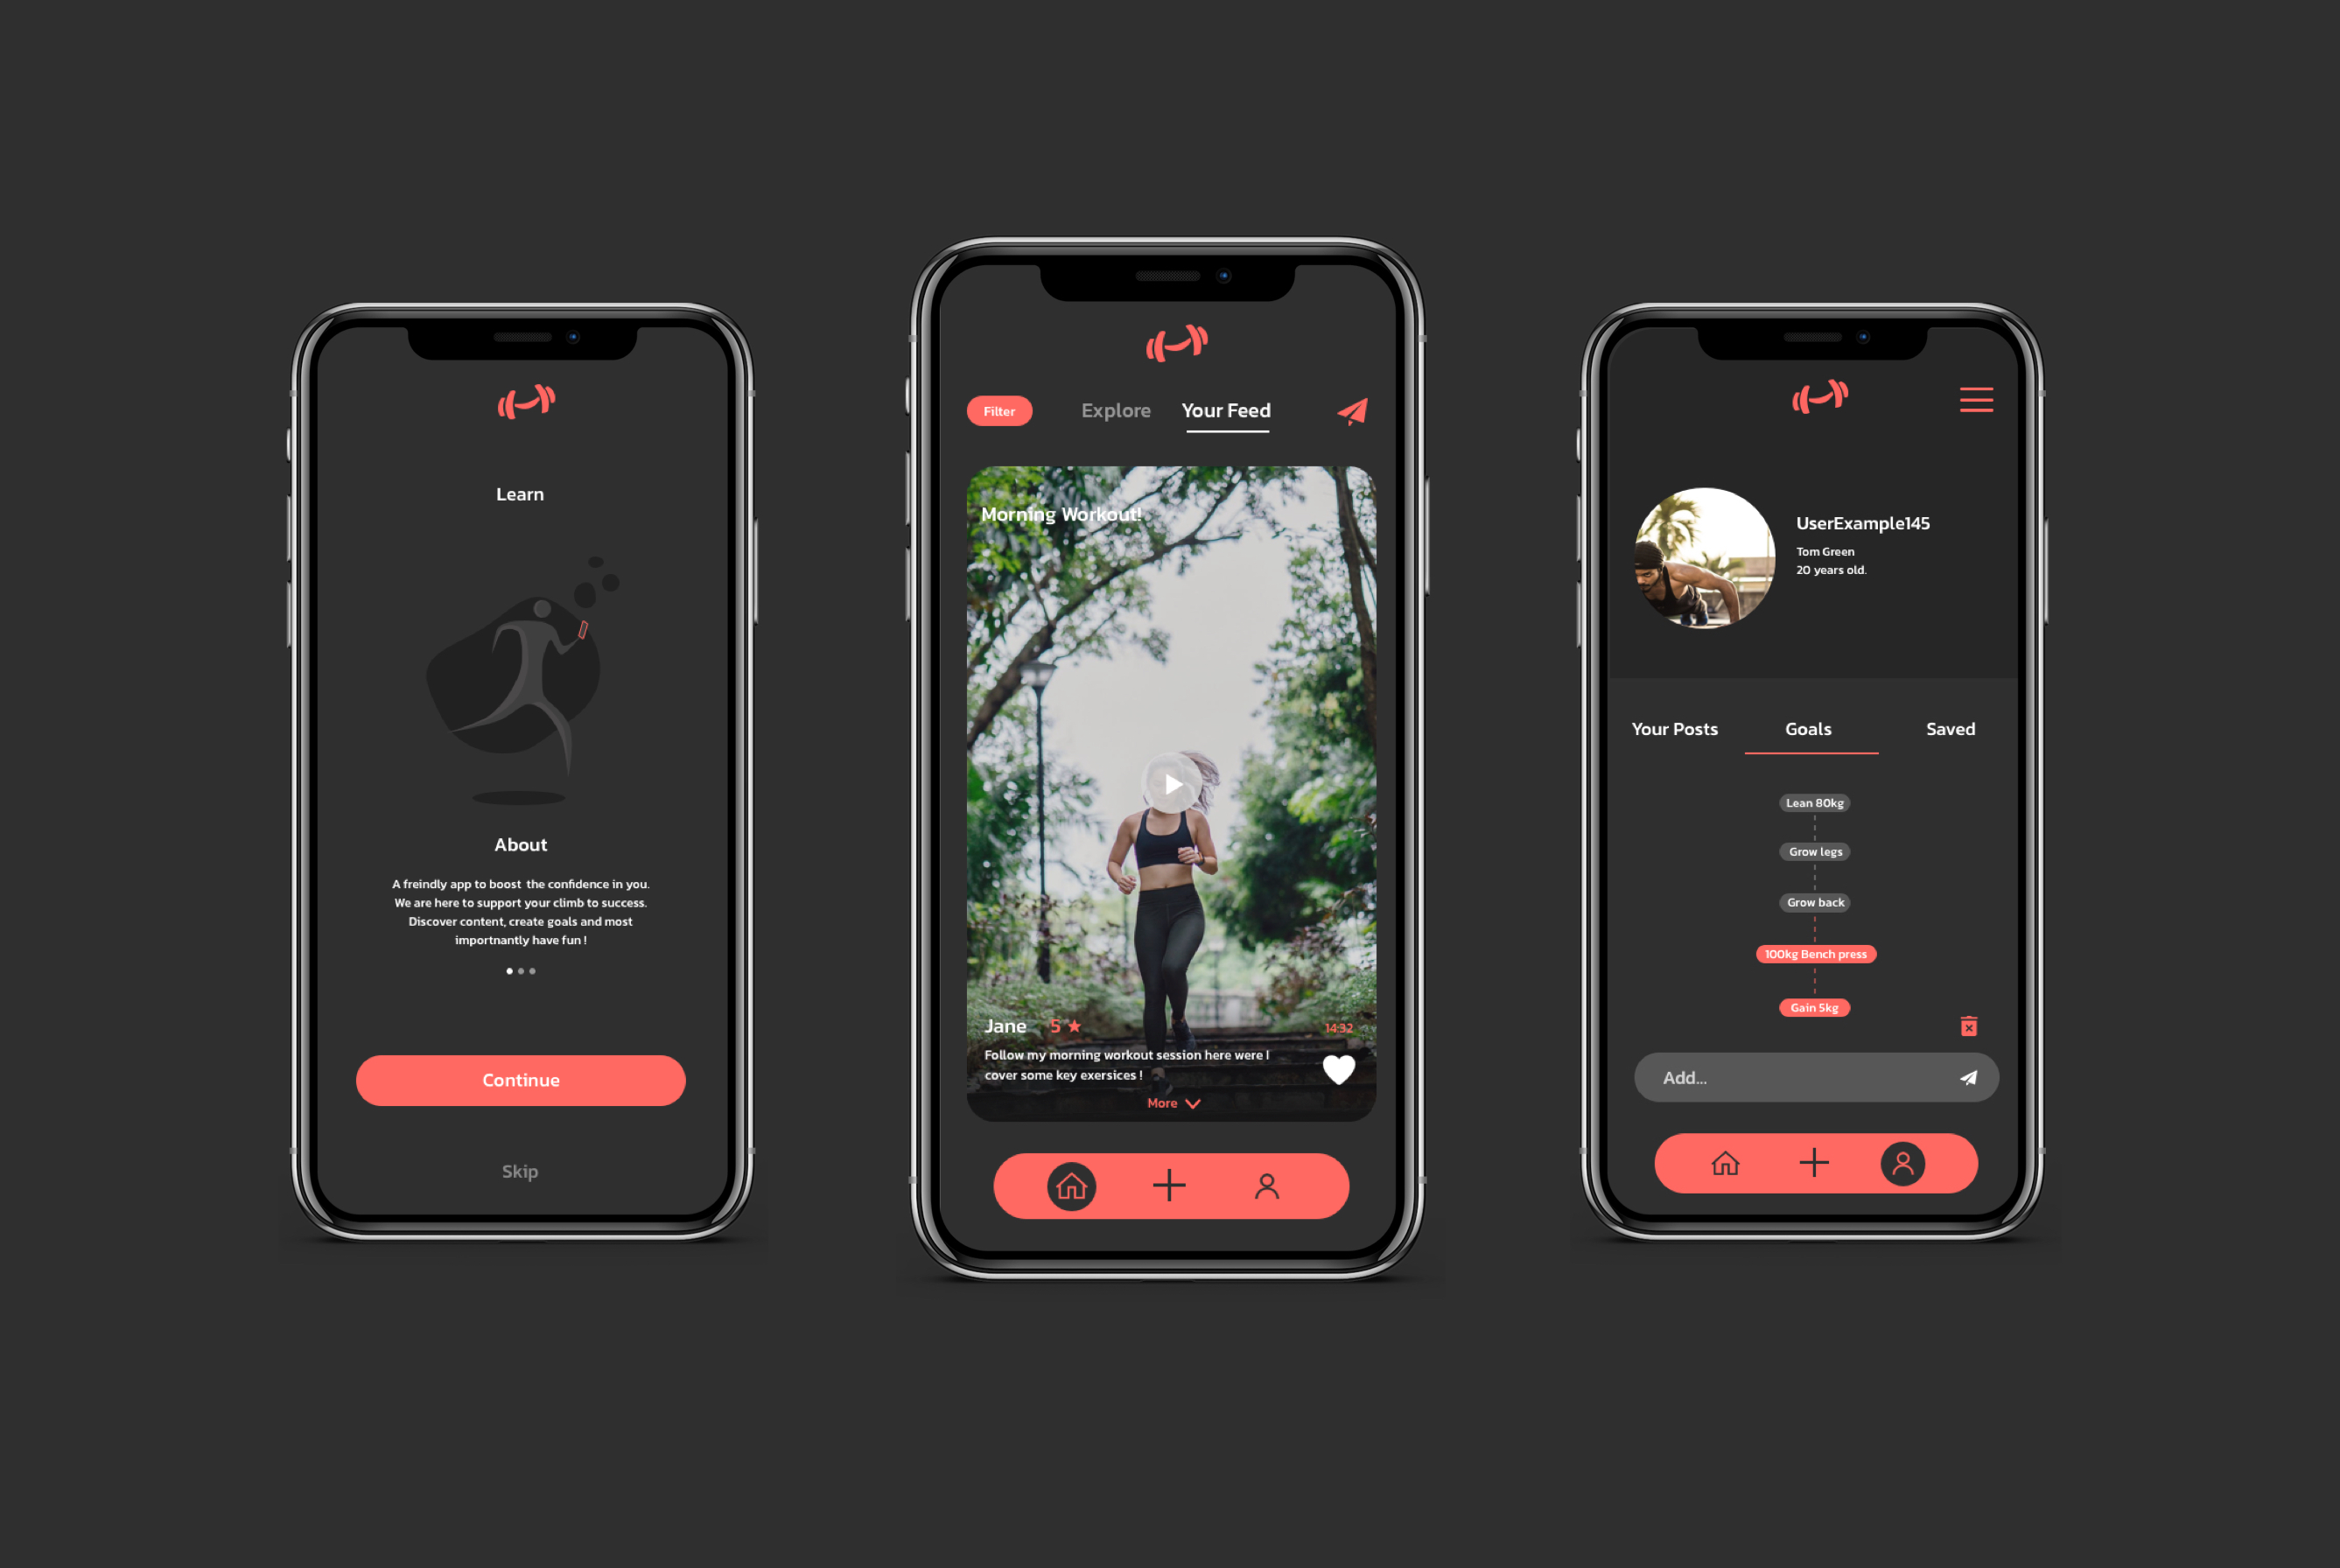 Learn
About
A freindly app to boost the confidence in you.
We are here to support your climb to success.
Discover content, create goals and most
importnantly have fun !
Continue
Skip
Filter
Explore
Your Feed
Morning Workout!
Jane 5
14:32
Follow my morning workout session here were I
cover some key exersices !
More
UserExample145
Tom Green
20 years old.
Your Posts
Goals
Saved
Lean 80kg
Grow legs
Grow back
100kg Bench press
Gain 5kg
Add...